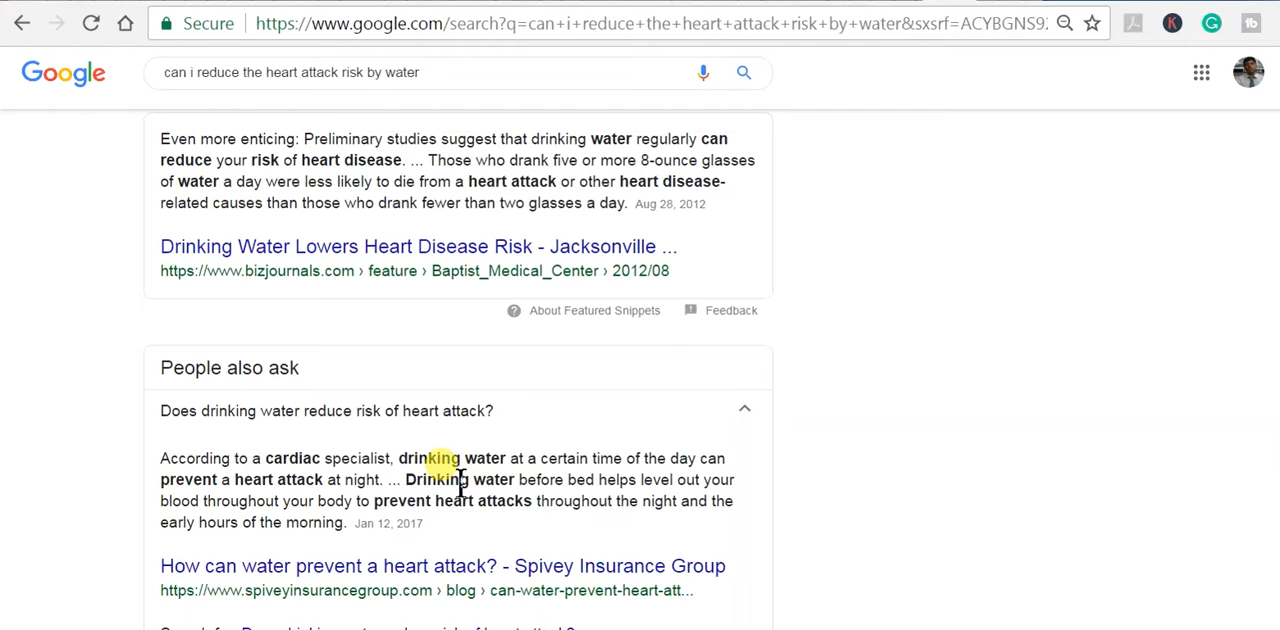 Secure https://www.google.com/search?q=can+i+reduce+the+heart+attack+risk+by+water&sxsrf=ACYBGNS9
K
G
tb
Google
can i reduce the heart attack risk by water
Even more enticing: Preliminary studies suggest that drinking water regularly can
reduce your risk of heart disease. ... Those who drank five or more 8-ounce glasses
of water a day were less likely to die from a heart attack or other heart disease-
related causes than those who drank fewer than two glasses a day. Aug 28, 2012
Drinking Water Lowers Heart Disease Risk - Jacksonville ...
https://www.bizjournals.com › feature › Baptist_Medical_Center › 2012/08
About Featured Snippets Feedback
People also ask
Does drinking water reduce risk of heart attack?
According to a cardiac specialist, drinking water at a certain time of the day can
prevent a heart attack at night. ... Drinking water before bed helps level out your
blood throughout your body to prevent heart attacks throughout the night and the
early hours of the morning. Jan 12, 2017
How can water prevent a heart attack? - Spivey Insurance Group
https://www.spiveyinsurancegroup.com › blog › can-water-prevent-heart-att...